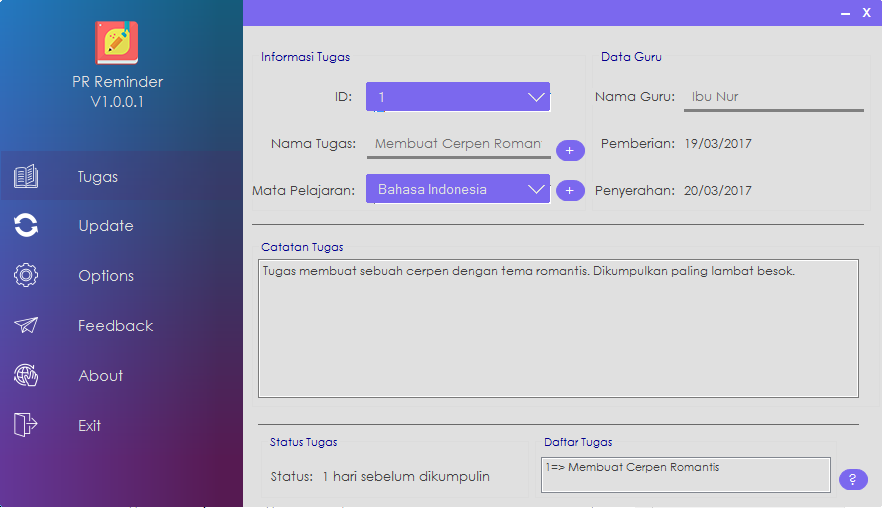 PR Reminder
V1.0.0.1
Tugas
Update
Options
Feedback
About
Exit
X
Informasi Tugas
ID: 1
Nama Tugas: Membuat Cerpen Roman +
Mata Pelajaran: Bahasa Indonesia +
Data Guru
Nama Guru: Ibu Nur
Pemberian: 19/03/2017
Penyerahan: 20/03/2017
Catatan Tugas
Tugas membuat sebuah cerpen dengan tema romantis. Dikumpulkan paling lambat besok.
Status Tugas
Status: 1 hari sebelum dikumpulin
Daftar Tugas
1=> Membuat Cerpen Romantis
?